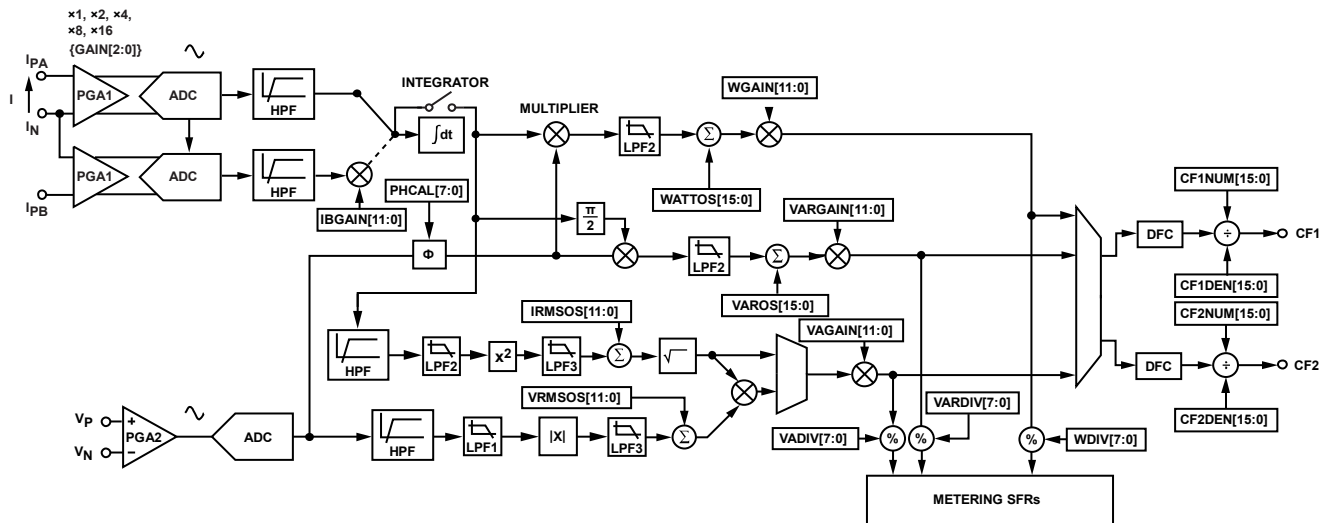 ×1, ×2, ×4,
×8, ×16
{GAIN[2:0]}
IPA
I
IN
IPB
PGA1
ADC
HPF
PGA1
ADC
HPF
IBGAIN[11:0]
INTEGRATOR
∫dt
MULTIPLIER
LPF2
Σ
WGAIN[11:0]
WATTOS[15:0]
PHCAL[7:0]
Φ
π
2
LPF2
Σ
VARGAIN[11:0]
VAROS[15:0]
HPF
LPF2
X2
LPF3
IRMSOS[11:0]
Σ
√
VAGAIN[11:0]
VP
VN
+
−
PGA2
ADC
HPF
LPF1
|X|
LPF3
VRMSOS[11:0]
Σ
VADIV[7:0]
%
%
VARDIV[7:0]
%
WDIV[7:0]
METERING SFRs
DFC
CF1NUM[15:0]
÷
CF1
CF1DEN[15:0]
CF2NUM[15:0]
DFC
÷
CF2
CF2DEN[15:0]